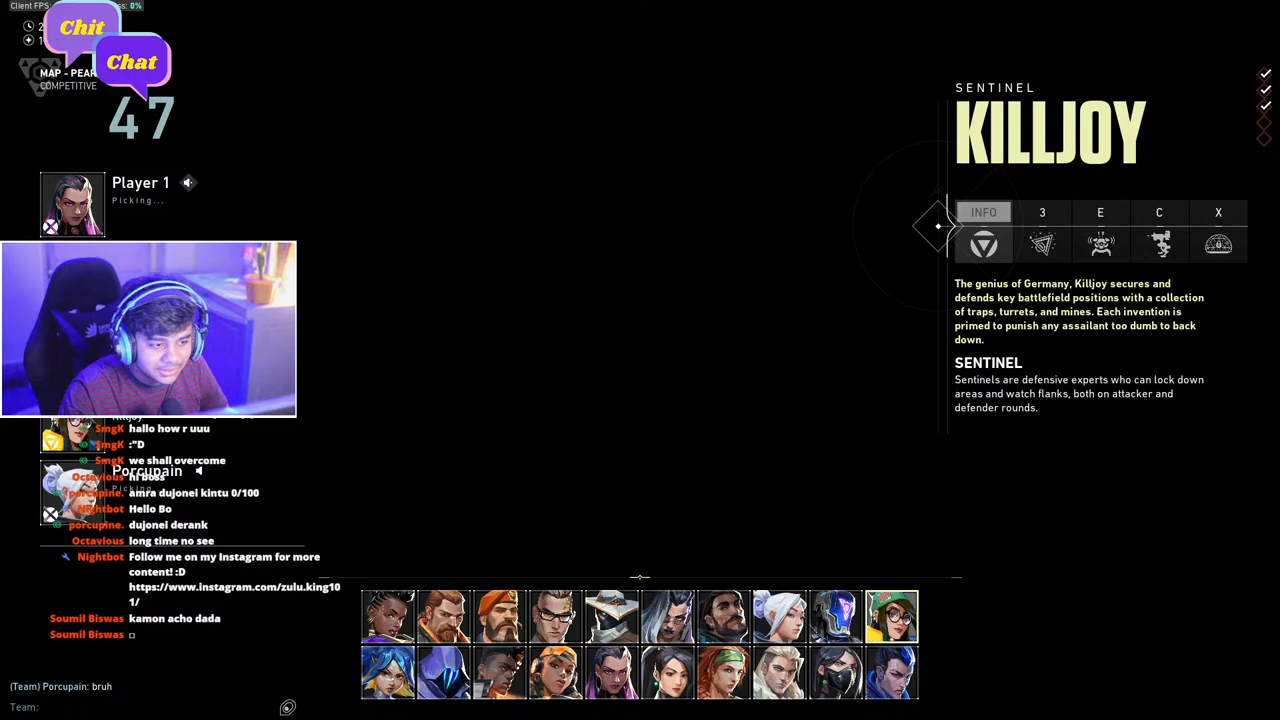 Client FPS:
ss: 0%
Chit
Chat
MAP - PEAR
COMPETITIVE
47
Player 1
Picking...
SmgK hallo how r uuu
SmgK :"D
SmgK we shall overcome
Porcupain
Octavious hi boss
Picking
porcupine. amra dujonei kintu 0/100
Nightbot Hello Bo
porcupine. dujonei derank
Octavious long time no see
Nightbot Follow me on my Instagram for more
content! :D
https://www.instagram.com/zulu.king10
1/
Soumil Biswas kamon acho dada
Soumil Biswas
(Team) Porcupain: bruh
Team:
SENTINEL
KILLJOY
INFO 3 E C X
The genius of Germany, Killjoy secures and
defends key battlefield positions with a collection
of traps, turrets, and mines. Each invention is
primed to punish any assailant too dumb to back
down.
SENTINEL
Sentinels are defensive experts who can lock down
areas and watch flanks, both on attacker and
defender rounds.